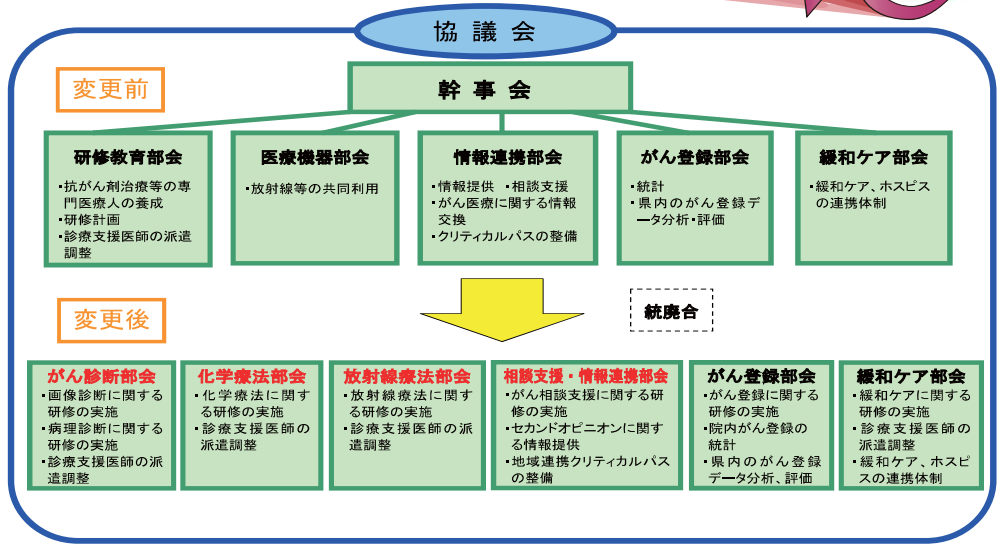 協議会
変更前
幹事会
研修教育部会
・抗がん剤治療等の専
門医療人の養成
・研修計画
・診療支援医師の派遣
調整
医療機器部会
・放射線等の共同利用
情報連携部会
・情報提供 ・相談支援
・がん医療に関する情報
交換
・クリティカルパスの整備
がん登録部会
・統計
・県内のがん登録デ
ータ分析・評価
緩和ケア部会
・緩和ケア、ホスピス
の連携体制
変更後
統廃合
がん診断部会
・画像診断に関する
研修の実施
・病理診断に関する
研修の実施
・診療支援医師の派
遣調整
化学療法部会
・化学療法に関す
る研修の実施
・診療支援医師の
派遣調整
放射線療法部会
・放射線療法に関す
る研修の実施
・診療支援医師の派
遣調整
相談支援・情報連携部会
・がん相談支援に関する研
修の実施
・セカンドオピニオンに関す
る情報提供
・地域連携クリティカルパス
の整備
がん登録部会
・がん登録に関する
研修の実施
・院内がん登録の
統計
・県内のがん登録
データ分析、評価
緩和ケア部会
・緩和ケアに関する
研修の実施
・診療支援医師の
派遣調整
・緩和ケア、ホスピ
スの連携体制